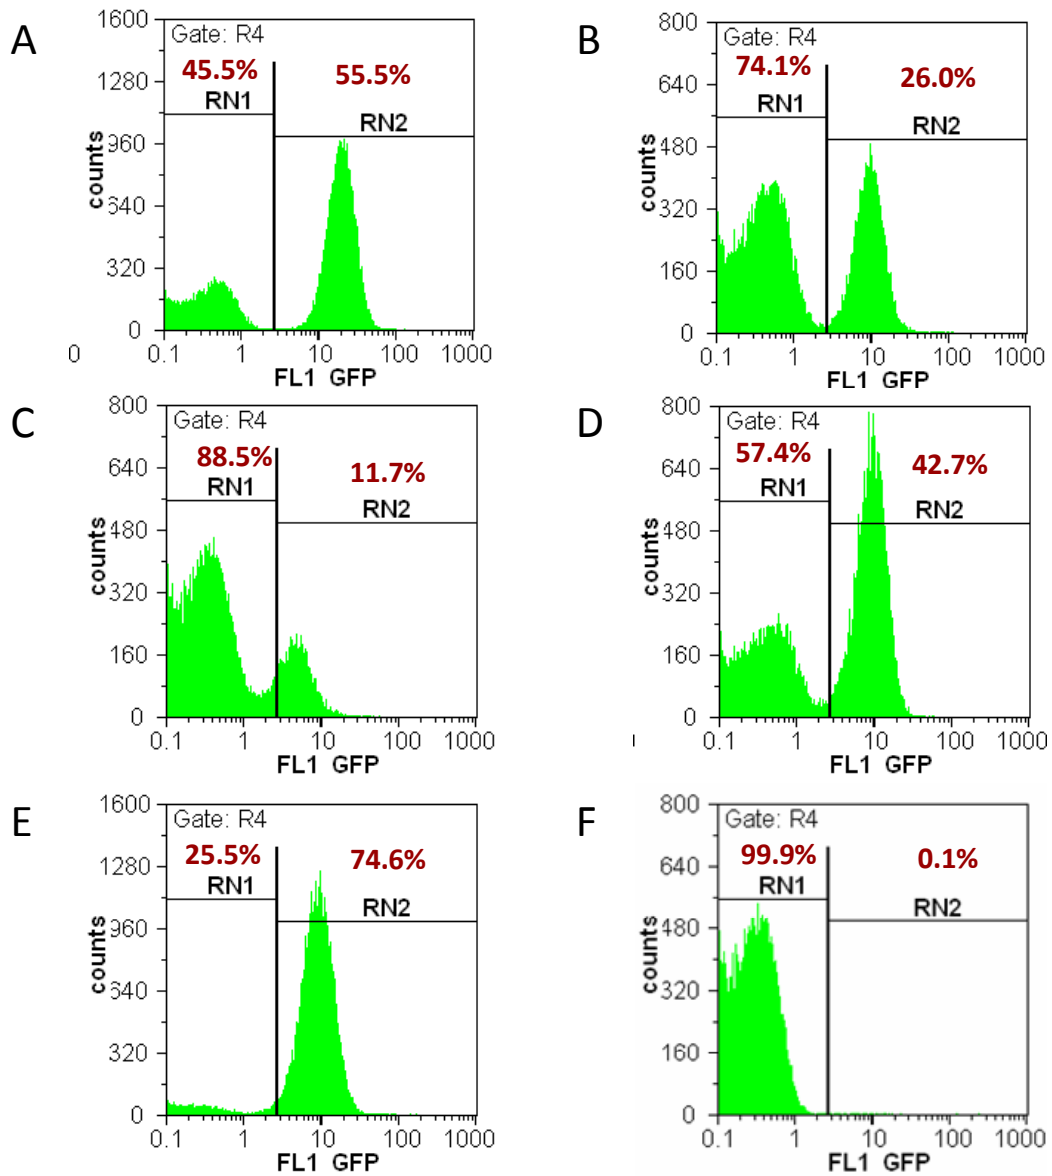 A
1600
Gate: R4
45.5%
55.5%
1280
RN1
RN2
960
640
320
0
counts
0.1 1 10 100 1000
0
FL1 GFP
B
800
Gate: R4
74.1%
26.0%
640
RN1
RN2
480
320
160
0
counts
0.1 1 10 100 1000
FL1 GFP
C
800
Gate: R4
88.5%
11.7%
640
RN1
RN2
480
320
160
0
counts
0.1 1 10 100 1000
FL1 GFP
D
800
Gate: R4
57.4%
42.7%
640
RN1
RN2
480
320
160
0
counts
0.1 1 10 100 1000
FL1 GFP
E
1600
Gate: R4
25.5%
74.6%
1280
RN1
RN2
960
640
320
0
counts
0.1 1 10 100 1000
FL1 GFP
F
800
Gate: R4
99.9%
0.1%
640
RN1
RN2
480
320
160
0
counts
0.1 1 10 100 1000
FL1 GFP